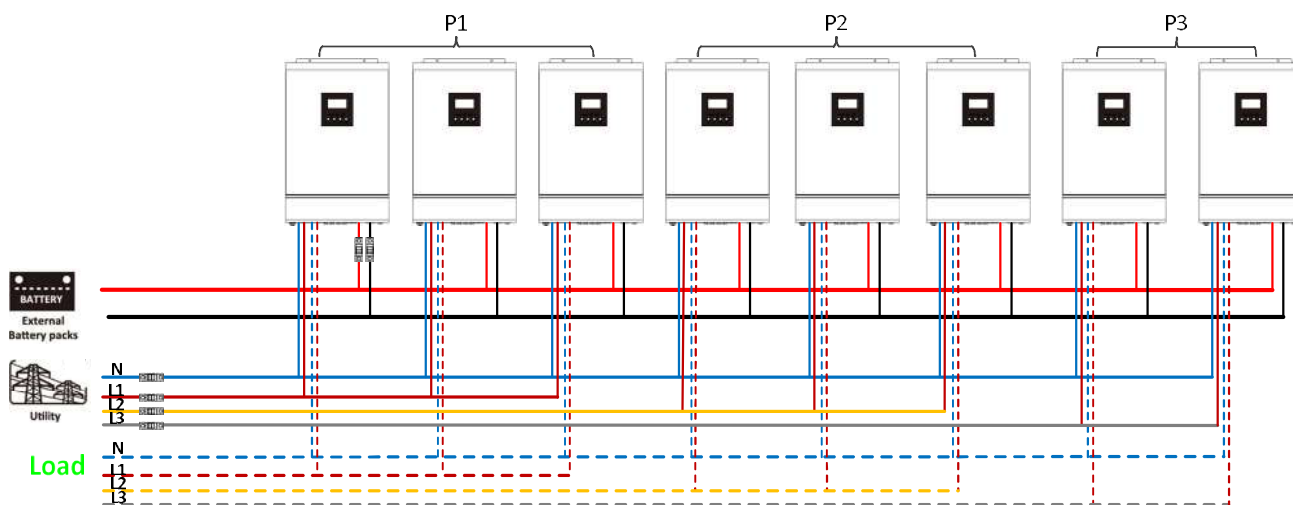 P1
P2
P3
BATTERY
External
Battery packs
N
L1
L2
L3
Utility
N
Load
L1
L2
L3